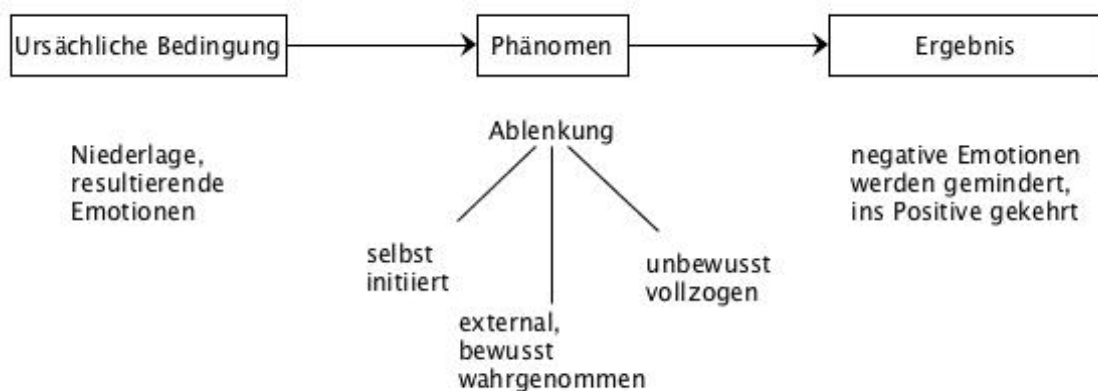 Ursächliche Bedingung
Phänomen
Ergebnis
Niederlage,
resultierende
Emotionen
Ablenkung
selbst
initiiert
external,
bewusst
wahrgenommen
unbewusst
vollzogen
negative Emotionen
werden gemindert,
ins Positive gekehrt